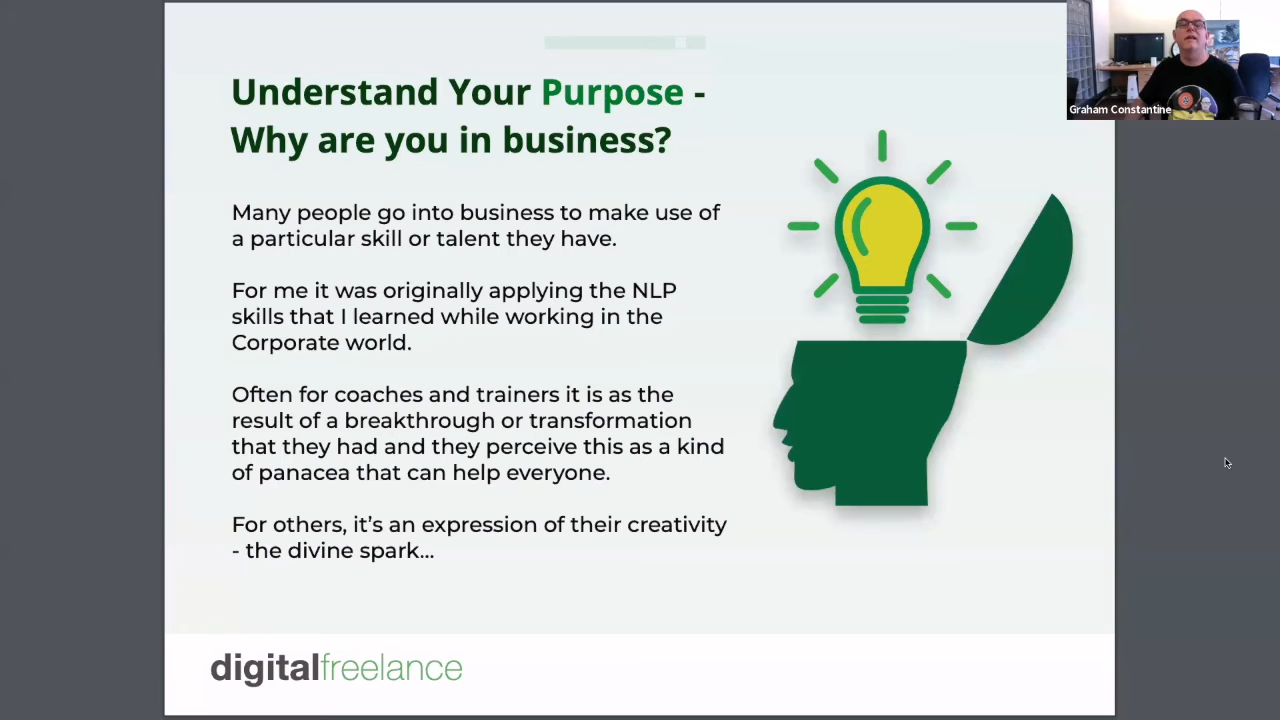 Understand Your Purpose -
Why are you in business?
Many people go into business to make use of
a particular skill or talent they have.
For me it was originally applying the NLP
skills that I learned while working in the
Corporate world.
Often for coaches and trainers it is as the
result of a breakthrough or transformation
that they had and they perceive this as a kind
of panacea that can help everyone.
For others, it’s an expression of their creativity
- the divine spark...
digitalfreelance
Graham Constantine